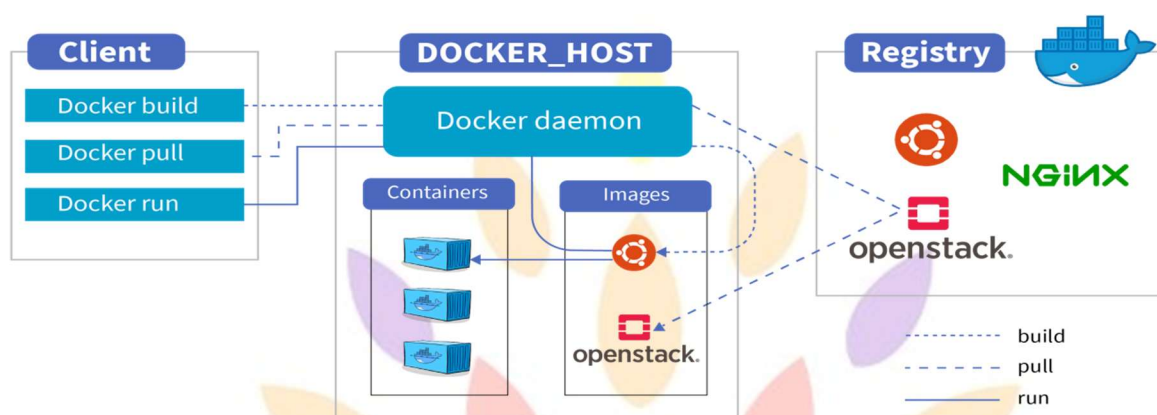 Client
Docker build
Docker pull
Docker run
DOCKER_HOST
Docker daemon
Containers
Images
openstack.
Registry
NGINX
openstack.
build
pull
run